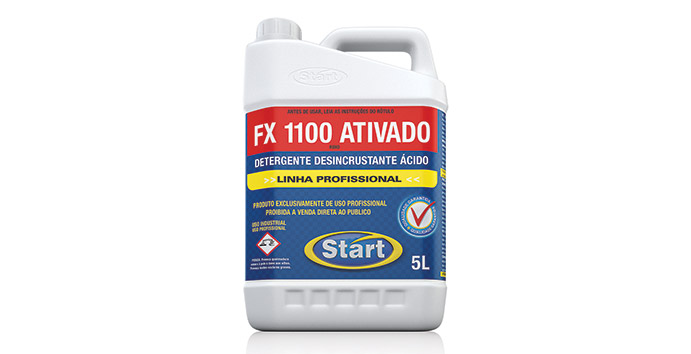 Start
ANTES DE USAR, LEIA AS INSTRUÇÕES DO RÓTULO
FX 1100 ATIVADO
DETERGENTE DESINCRUSTANTE ÁCIDO
>> LINHA PROFISSIONAL <<
PRODUTO EXCLUSIVAMENTE DE USO PROFISSIONAL
PROIBIDA A VENDA DIRETA AO PUBLICO
USO INDUSTRIAL
USO PROFISSIONAL
Start
5L